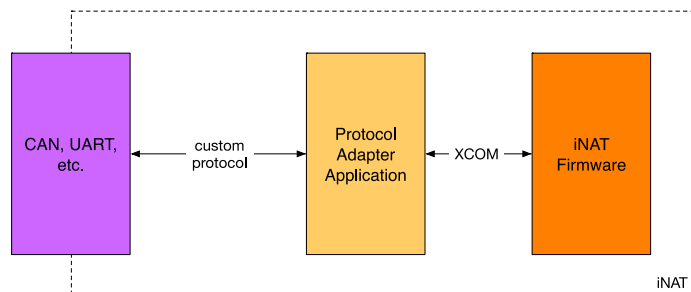 CAN, UART,
etc.
custom
protocol
Protocol
Adapter
Application
XCOM
iNAT
Firmware
iNAT